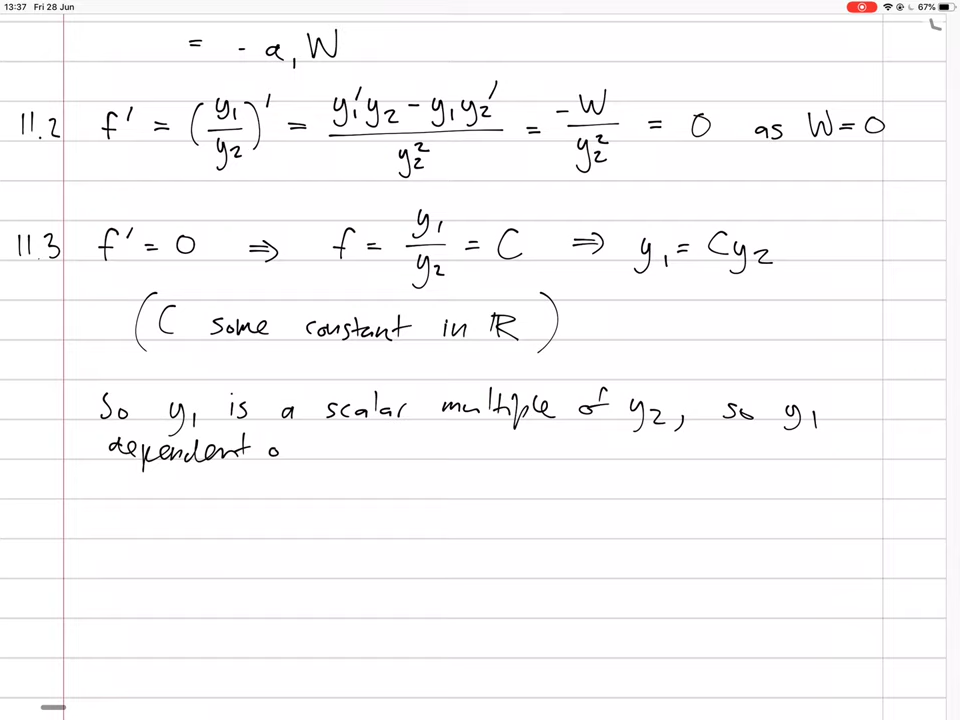 13:37 Fri 28 Jun 67%
= - a₁ W
11.2 f' = (y₁/y₂)' = (y₁'y₂ - y₁y₂')/y₂² = -W/y₂² = 0 as W=0
11.3 f' = 0 ⇒ f = y₁/y₂ = C ⇒ y₁ = Cy₂
(C some constant in ℝ)
So y₁ is a scalar multiple of y₂, so y₁
dependent o